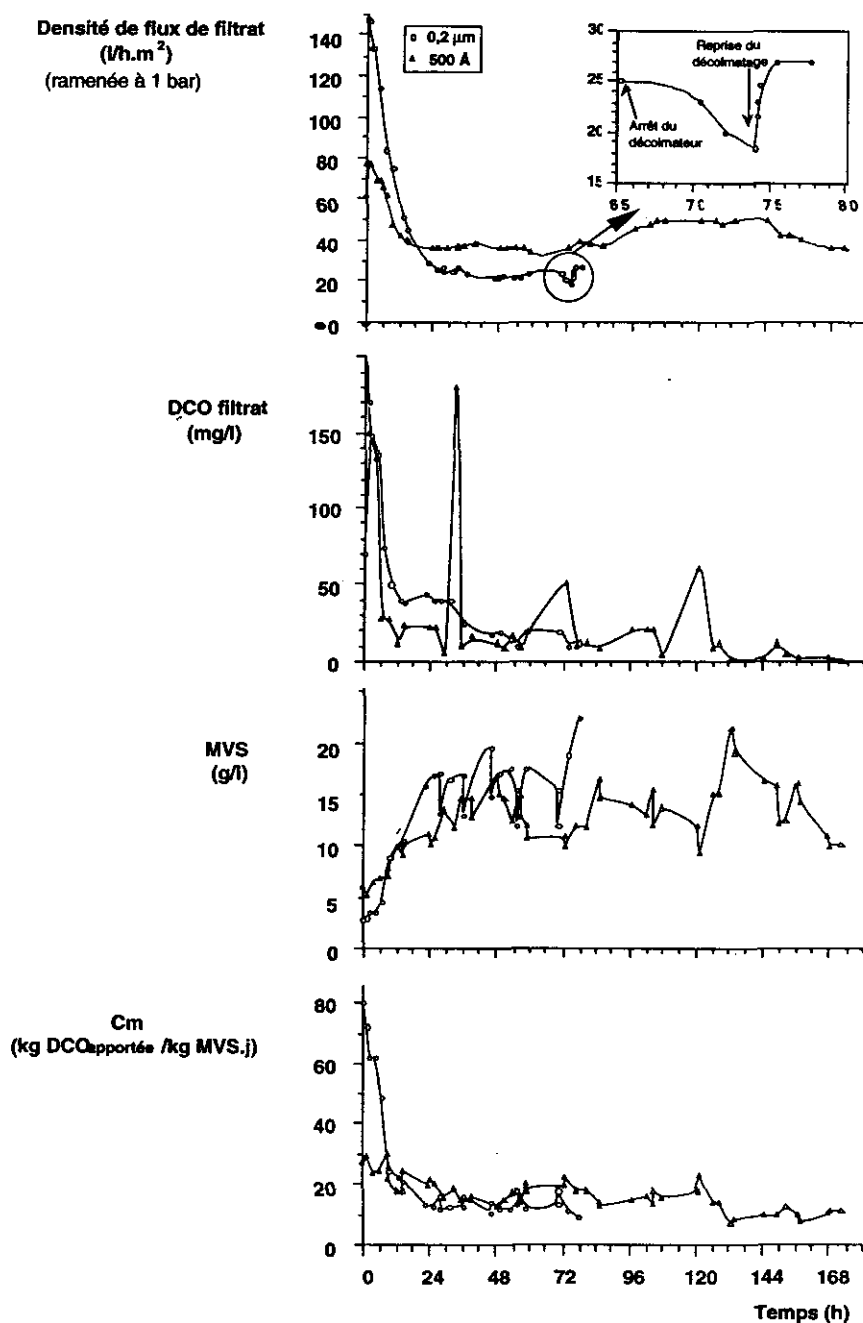 Densité de flux de filtrat
(l/h.m²)
(ramenée à 1 bar)
140
120
100
80
60
40
20
0
0,2 µm
500 Å
30
25
20
15
Reprise du
décolmatage
Arrêt du
décolmateur
65 70 75 80
DCO filtrat
(mg/l)
150
100
50
0
MVS
(g/l)
20
15
10
5
0
Cm
(kg DCO apportée /kg MVS.j)
80
60
40
20
0
0 24 48 72 96 120 144 168
Temps (h)